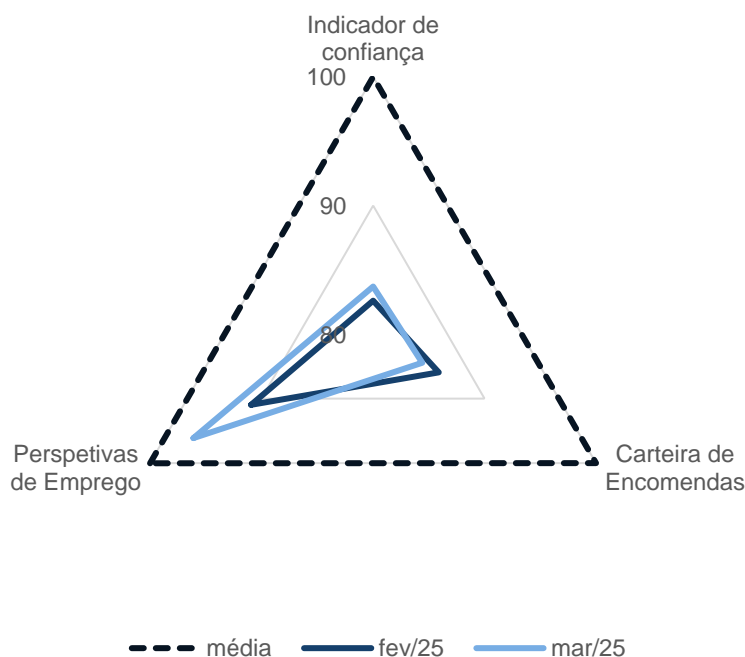 Indicador de
confiança
100
90
80
Perspetivas
de Emprego
Carteira de
Encomendas
média
fev/25
mar/25